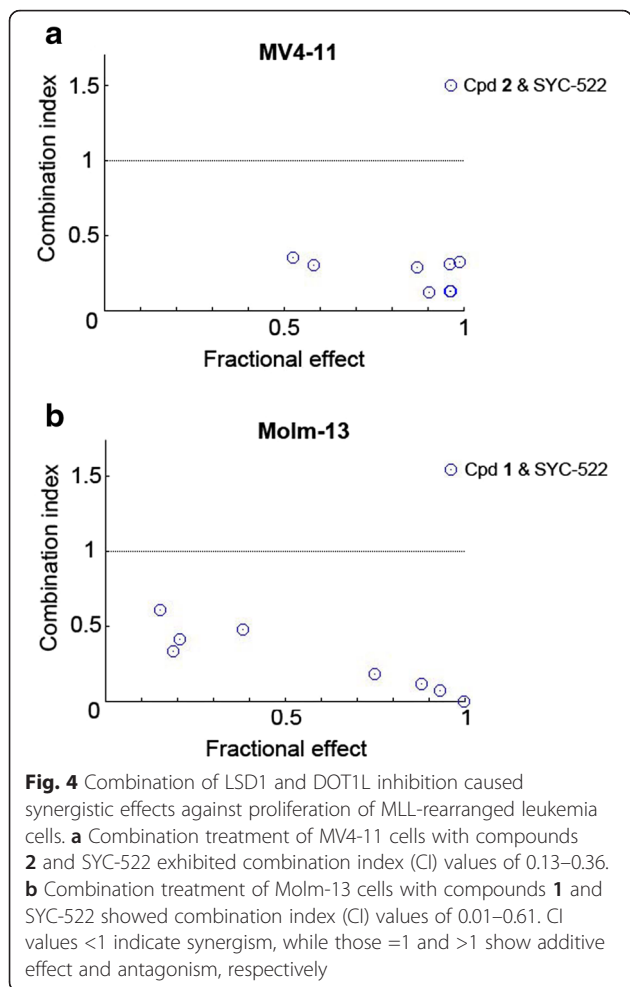 a
MV4-11
Combination index
1.5
1
0.5
0
0.5
1
Fractional effect
Cpd 2 & SYC-522
b
Molm-13
Combination index
1.5
1
0.5
0
0.5
1
Fractional effect
Cpd 1 & SYC-522
Fig. 4 Combination of LSD1 and DOT1L inhibition caused
synergistic effects against proliferation of MLL-rearranged leukemia
cells. a Combination treatment of MV4-11 cells with compounds
2 and SYC-522 exhibited combination index (CI) values of 0.13–0.36.
b Combination treatment of Molm-13 cells with compounds 1 and
SYC-522 showed combination index (CI) values of 0.01–0.61. CI
values <1 indicate synergism, while those =1 and >1 show additive
effect and antagonism, respectively